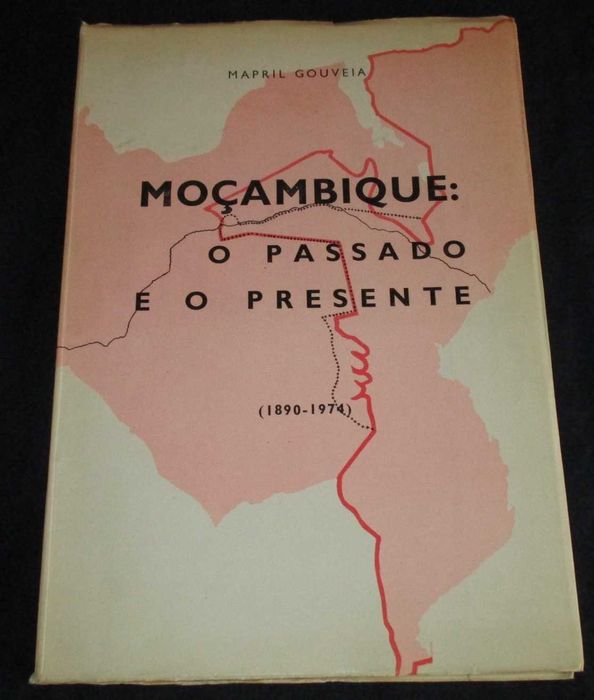 MAPRIL GOUVEIA
MOÇAMBIQUE:
O PASSADO
E O PRESENTE
(1890-1974)